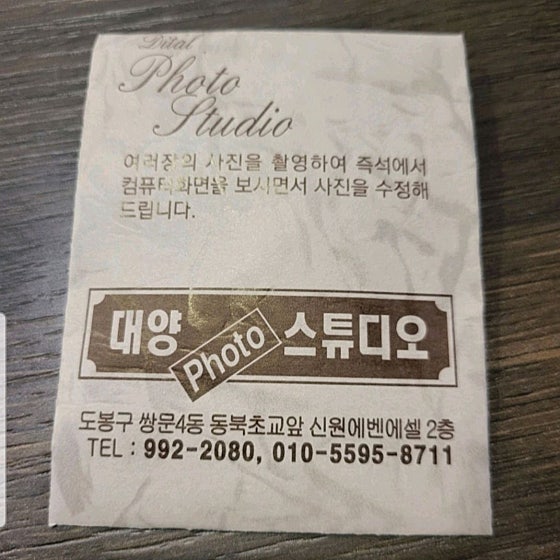 Dital
Photo
Studio
여러장의 사진을 촬영하여 즉석에서
컴퓨터화면을 보시면서 사진을 수정해
드립니다.
대양 Photo 스튜디오
도봉구 쌍문4동 동북초교앞 신원에벤에셀 2층
TEL : 992-2080, 010-5595-8711